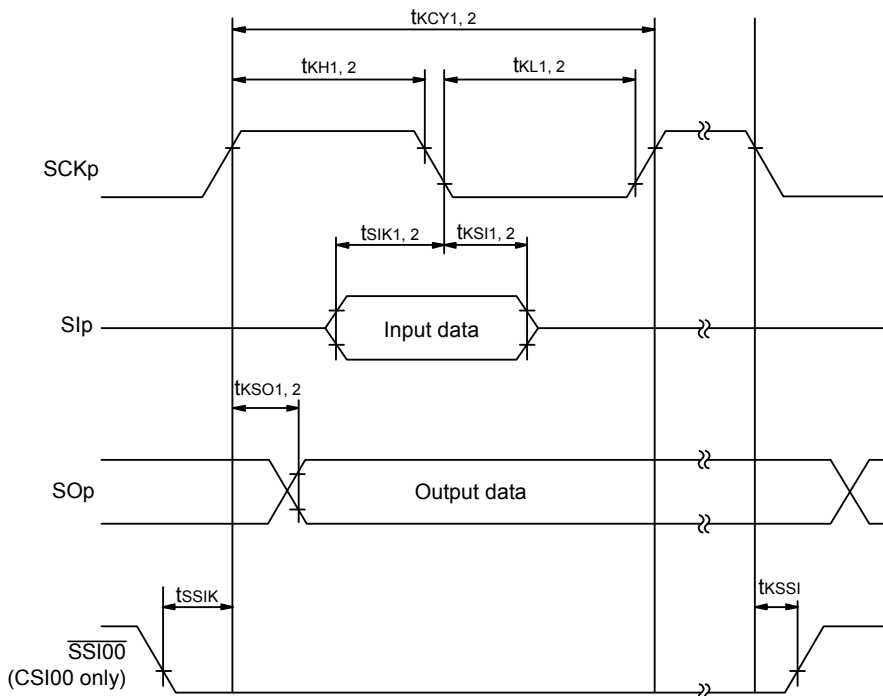 tKCY1, 2
tKH1, 2
tKL1, 2
SCKp
tSIK1, 2
tKSI1, 2
SIp
Input data
tKSO1, 2
SOp
Output data
tSSIK
tKSSI
SSI00
(CSI00 only)